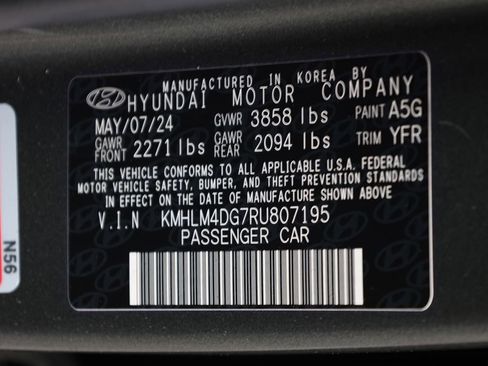 MANUFACTURED IN KOREA BY
HYUNDAI MOTOR COMPANY
MAY/07/24 GVWR 3858 lbs PAINT A5G
GAWR FRONT 2271 lbs GAWR REAR 2094 lbs TRIM YFR
THIS VEHICLE CONFORMS TO ALL APPLICABLE U.S.A. FEDERAL
MOTOR VEHICLE SAFETY, BUMPER, AND THEFT PREVENTION STANDARDS
IN EFFECT ON THE DATE OF MANUFACTURE SHOWN ABOVE
V.I.N KMHLM4DG7RU807195
PASSENGER CAR
N56